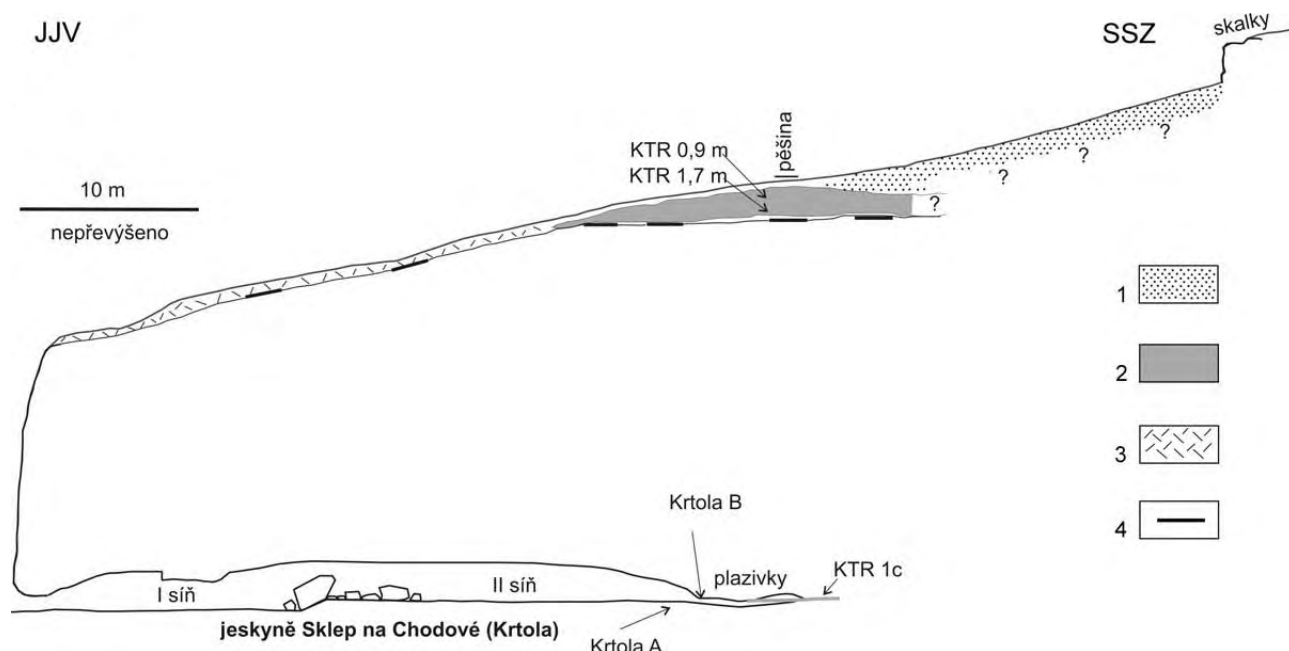 JJV
SSZ
skalky
KTR 0,9 m
KTR 1,7 m
pěšina
10 m
nepřevýšeno
?
?
?
?
1
2
3
4
Krtola B
plazivky
KTR 1c
I síň
II síň
jeskyně Sklep na Chodové (Krtola)
Krtola A